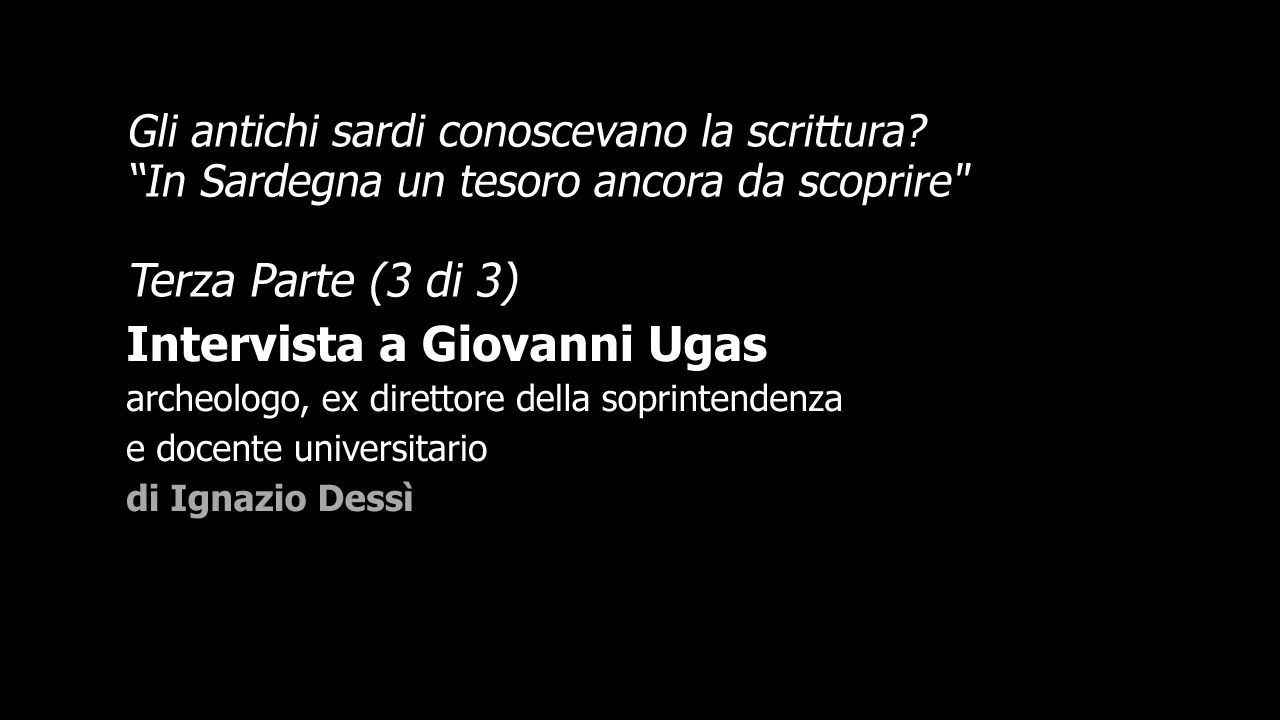 Gli antichi sardi conoscevano la scrittura?
“In Sardegna un tesoro ancora da scoprire"
Terza Parte (3 di 3)
Intervista a Giovanni Ugas
archeologo, ex direttore della soprintendenza
e docente universitario
di Ignazio Dessì